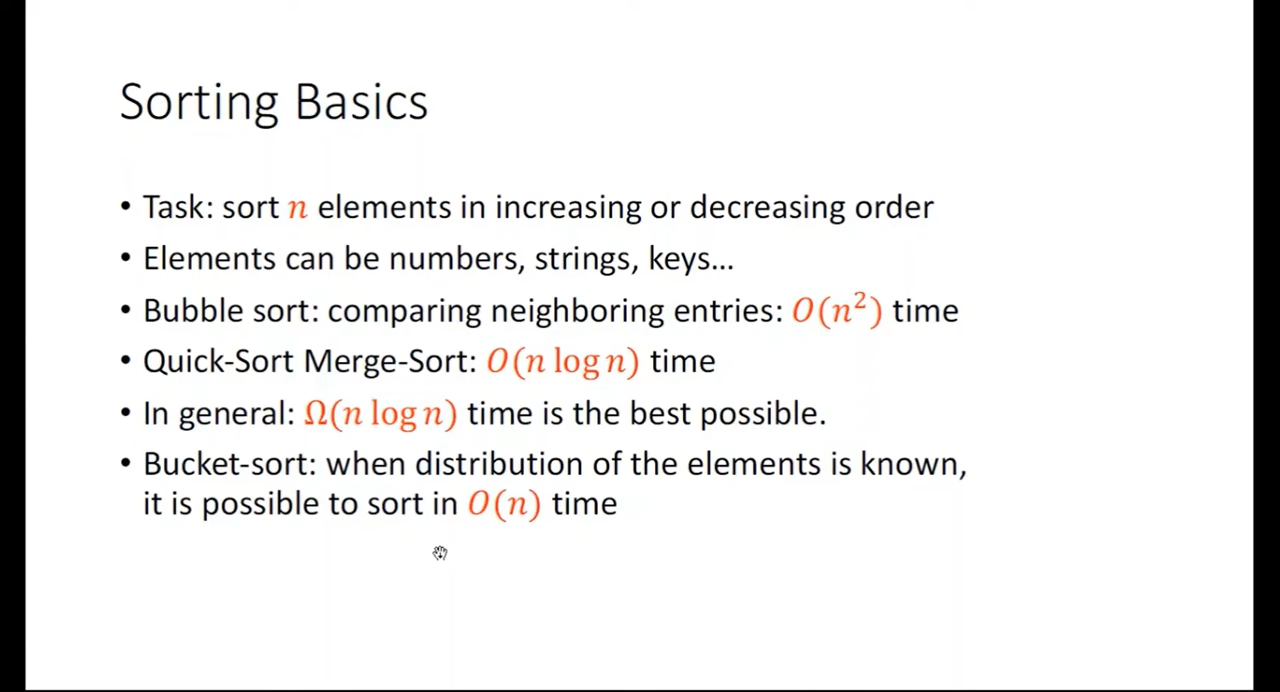 Sorting Basics
• Task: sort n elements in increasing or decreasing order
• Elements can be numbers, strings, keys…
• Bubble sort: comparing neighboring entries: O(n²) time
• Quick-Sort Merge-Sort: O(n log n) time
• In general: Ω(n log n) time is the best possible.
• Bucket-sort: when distribution of the elements is known,
it is possible to sort in O(n) time